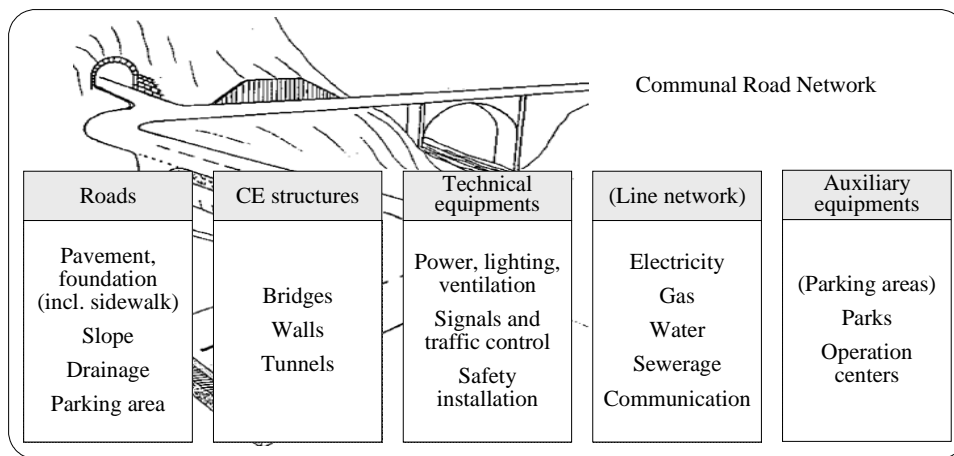 Communal Road Network
Roads
Pavement,
foundation
(incl. sidewalk)
Slope
Drainage
Parking area
CE structures
Bridges
Walls
Tunnels
Technical
equipments
Power, lighting,
ventilation
Signals and
traffic control
Safety
installation
(Line network)
Electricity
Gas
Water
Sewerage
Communication
Auxiliary
equipments
(Parking areas)
Parks
Operation
centers